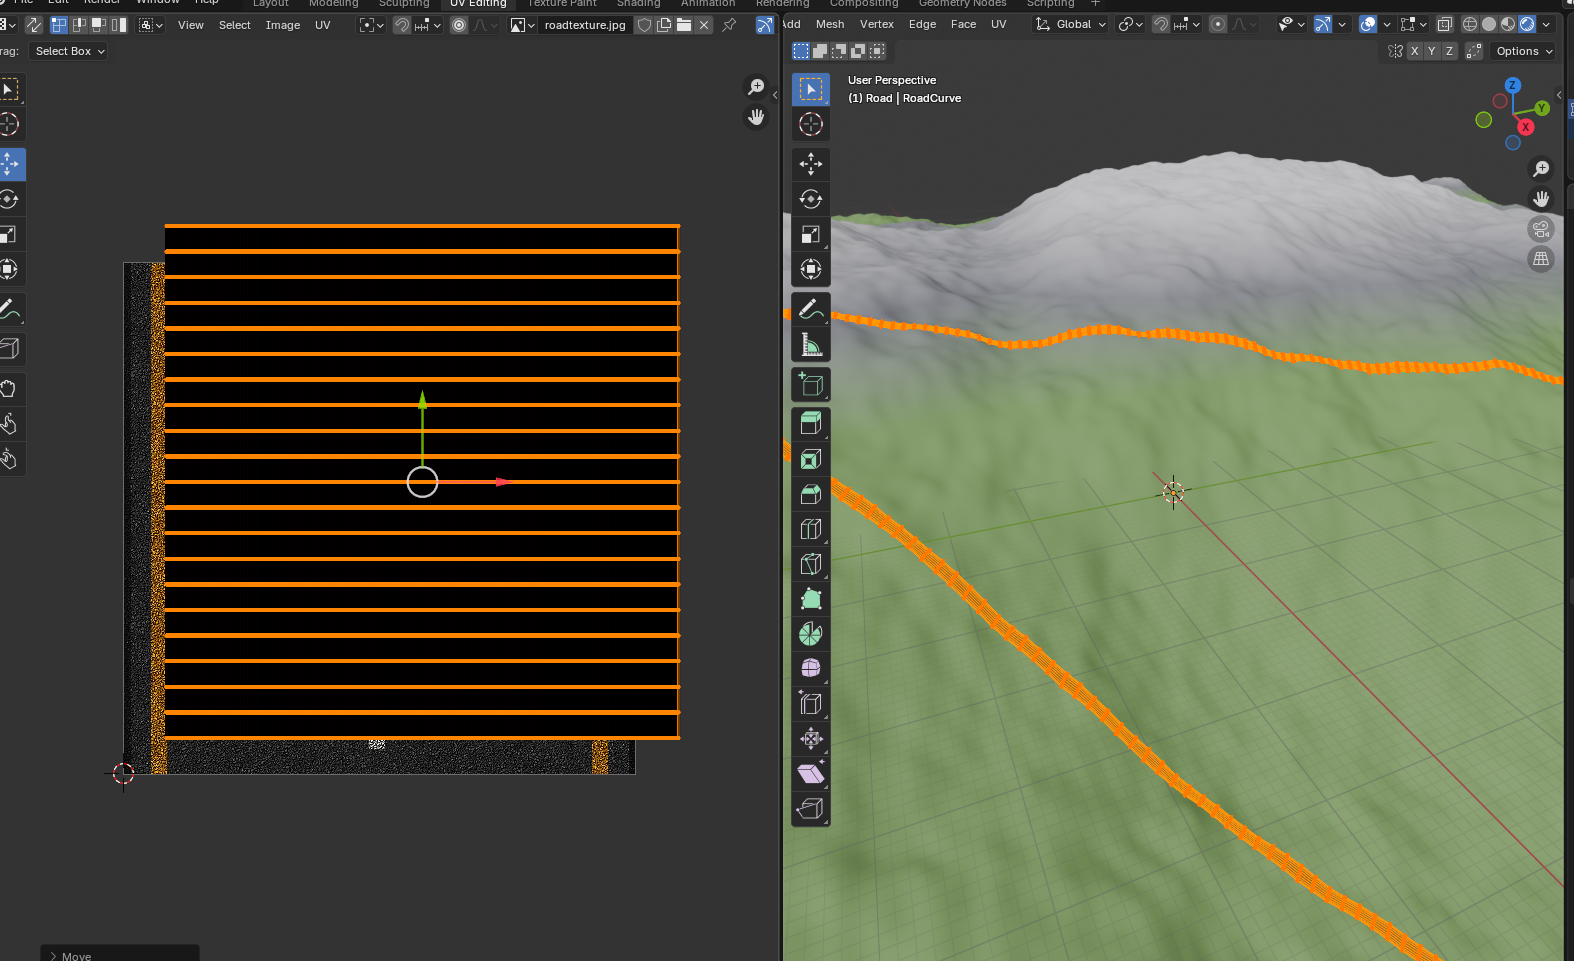 File Edit Render Window Help Layout Modeling Sculpting UV Editing Texture Paint Shading Animation Rendering Compositing Geometry Nodes Scripting +
View Select Image UV roadtexture.jpg
Add Mesh Vertex Edge Face UV Global
rag: Select Box
X Y Z Options
User Perspective
(1) Road | RoadCurve
Z
Y
X
Move